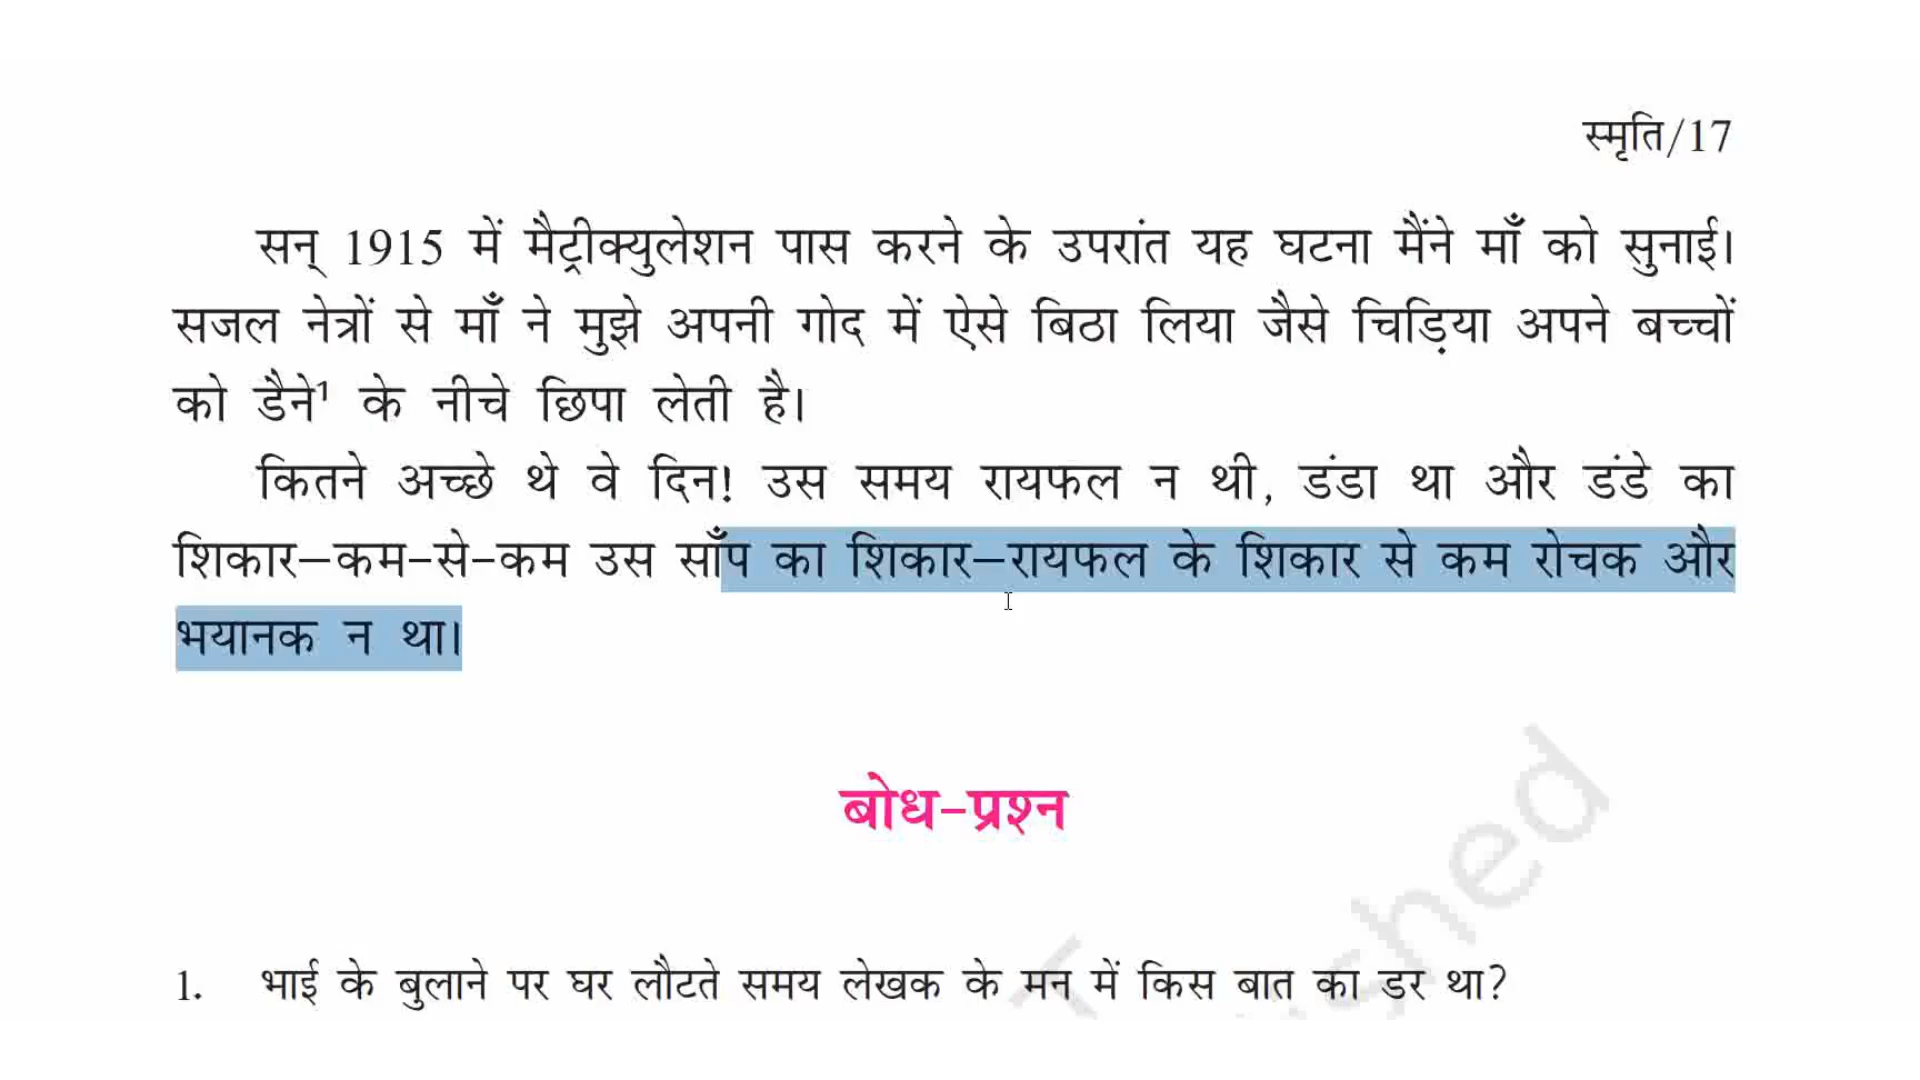 स्मृति/17
सन् 1915 में मैट्रीक्युलेशन पास करने के उपरांत यह घटना मैंने माँ को सुनाई।
सजल नेत्रों से माँ ने मुझे अपनी गोद में ऐसे बिठा लिया जैसे चिड़िया अपने बच्चों
को डैने¹ के नीचे छिपा लेती है।
कितने अच्छे थे वे दिन! उस समय रायफल न थी, डंडा था और डंडे का
शिकार–कम-से-कम उस साँप का शिकार–रायफल के शिकार से कम रोचक और
भयानक न था।
बोध-प्रश्न
1. भाई के बुलाने पर घर लौटते समय लेखक के मन में किस बात का डर था?